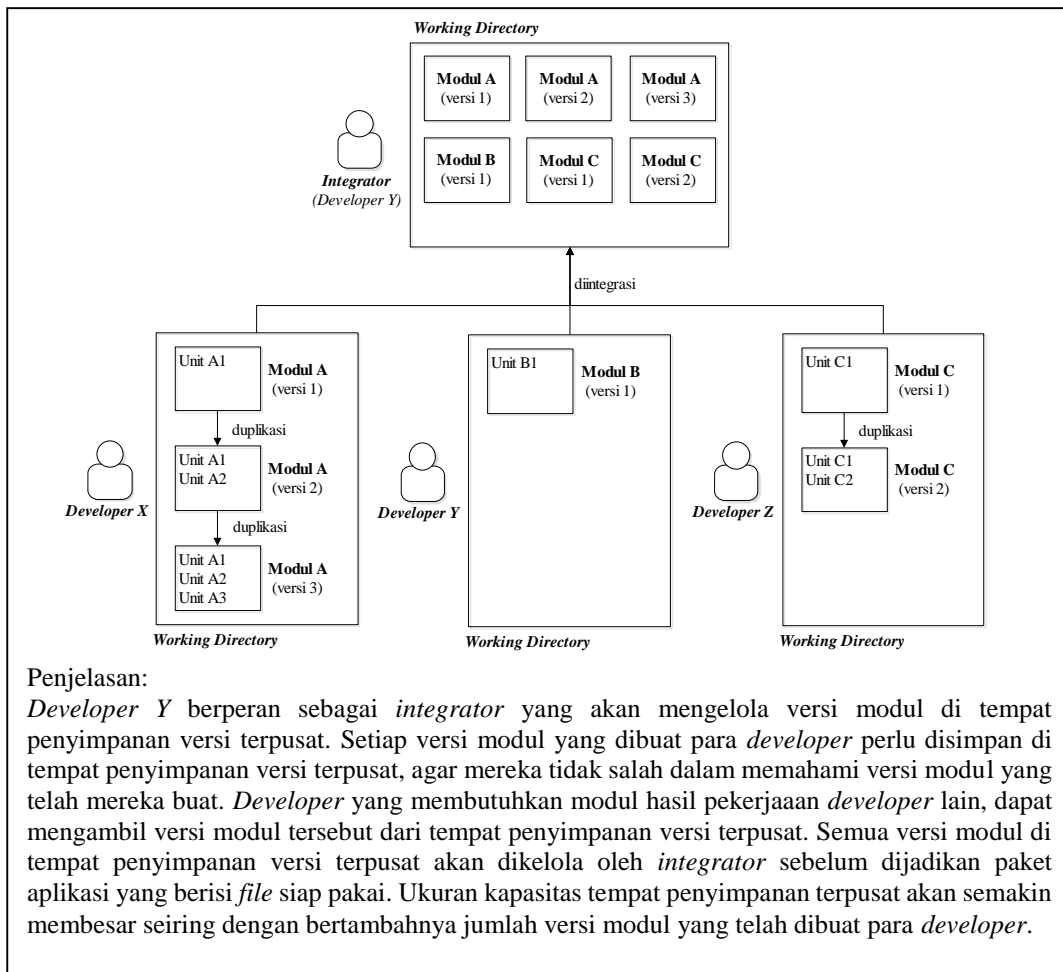 Working Directory
Modul A
(versi 1)
Modul A
(versi 2)
Modul A
(versi 3)
Modul B
(versi 1)
Modul C
(versi 1)
Modul C
(versi 2)
Integrator
(Developer Y)
diintegrasi
Unit A1
Modul A
(versi 1)
duplikasi
Unit A1
Unit A2
Modul A
(versi 2)
duplikasi
Unit A1
Unit A2
Unit A3
Modul A
(versi 3)
Developer X
Working Directory
Unit B1
Modul B
(versi 1)
Developer Y
Working Directory
Unit C1
Modul C
(versi 1)
duplikasi
Unit C1
Unit C2
Modul C
(versi 2)
Developer Z
Working Directory
Penjelasan:
Developer Y berperan sebagai integrator yang akan mengelola versi modul di tempat
penyimpanan versi terpusat. Setiap versi modul yang dibuat para developer perlu disimpan di
tempat penyimpanan versi terpusat, agar mereka tidak salah dalam memahami versi modul yang
telah mereka buat. Developer yang membutuhkan modul hasil pekerjaaan developer lain, dapat
mengambil versi modul tersebut dari tempat penyimpanan versi terpusat. Semua versi modul di
tempat penyimpanan versi terpusat akan dikelola oleh integrator sebelum dijadikan paket
aplikasi yang berisi file siap pakai. Ukuran kapasitas tempat penyimpanan terpusat akan semakin
membesar seiring dengan bertambahnya jumlah versi modul yang telah dibuat para developer.